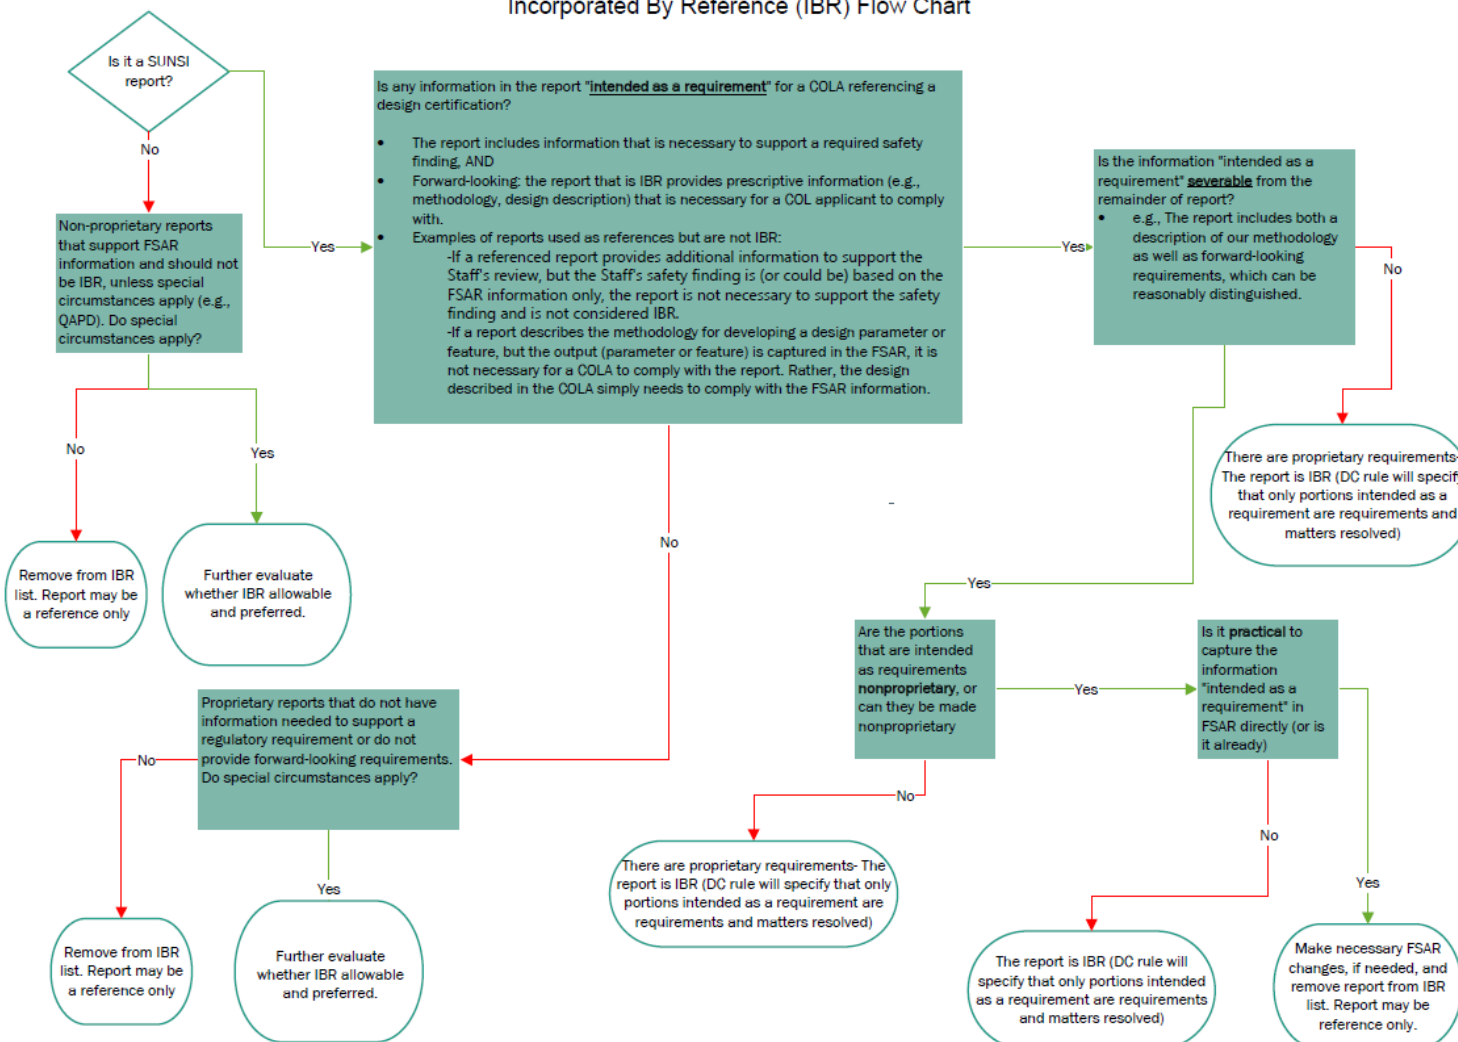 Incorporated By Reference (IBR) Flow Chart
Is it a SUNSI
report?
No
Yes
Non-proprietary reports
that support FSAR
information and should not
be IBR, unless special
circumstances apply (e.g.,
QAPD). Do special
circumstances apply?
No
Yes
Remove from IBR
list. Report may be
a reference only
Further evaluate
whether IBR allowable
and preferred.
Is any information in the report "intended as a requirement" for a COLA referencing a
design certification?
• The report includes information that is necessary to support a required safety
finding, AND
• Forward-looking: the report that is IBR provides prescriptive information (e.g.,
methodology, design description) that is necessary for a COL applicant to comply
with.
• Examples of reports used as references but are not IBR:
-If a referenced report provides additional information to support the
Staff's review, but the Staff's safety finding is (or could be) based on the
FSAR information only, the report is not necessary to support the safety
finding and is not considered IBR.
-If a report describes the methodology for developing a design parameter or
feature, but the output (parameter or feature) is captured in the FSAR, it is
not necessary for a COLA to comply with the report. Rather, the design
described in the COLA simply needs to comply with the FSAR information.
Yes
No
Is the information "intended as a
requirement" severable from the
remainder of report?
• e.g., The report includes both a
description of our methodology
as well as forward-looking
requirements, which can be
reasonably distinguished.
No
There are proprietary requirements-
The report is IBR (DC rule will specify
that only portions intended as a
requirement are requirements and
matters resolved)
-
Yes
Are the portions
that are intended
as requirements
nonproprietary, or
can they be made
nonproprietary
Yes
Is it practical to
capture the
information
"intended as a
requirement" in
FSAR directly (or is
it already)
Proprietary reports that do not have
information needed to support a
regulatory requirement or do not
provide forward-looking requirements.
Do special circumstances apply?
No
Yes
Remove from IBR
list. Report may be
a reference only
Further evaluate
whether IBR allowable
and preferred.
No
There are proprietary requirements- The
report is IBR (DC rule will specify that only
portions intended as a requirement are
requirements and matters resolved)
No
The report is IBR (DC rule will
specify that only portions intended
as a requirement are requirements
and matters resolved)
Yes
Make necessary FSAR
changes, if needed, and
remove report from IBR
list. Report may be
reference only.